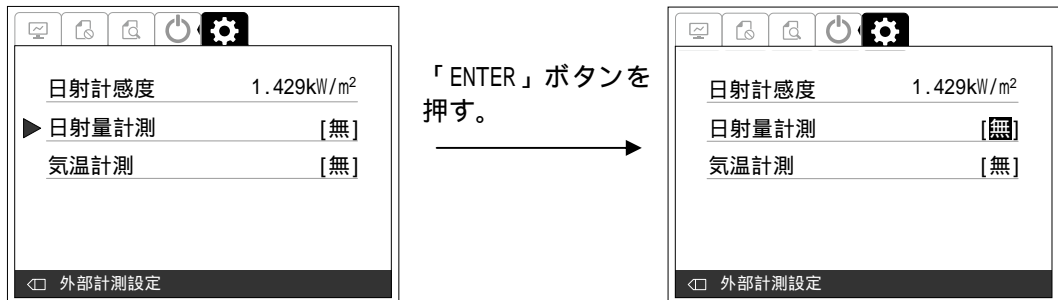 日射計感度 1.429kW/m²
日射量計測 [無]
気温計測 [無]
外部計測設定
「ENTER」ボタンを
押す。
日射計感度 1.429kW/m²
日射量計測 [無]
気温計測 [無]
外部計測設定